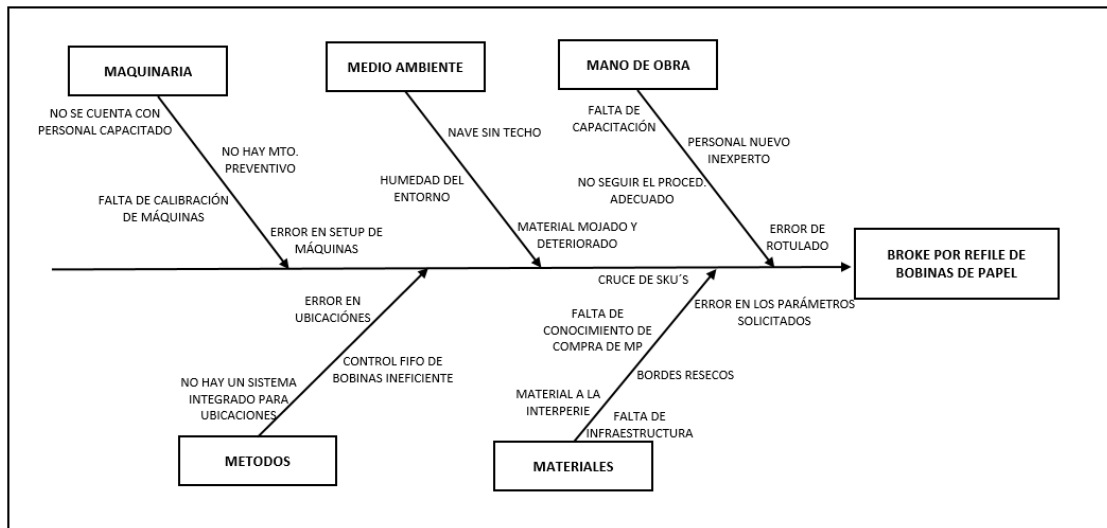 MAQUINARIA
MEDIO AMBIENTE
MANO DE OBRA
NO SE CUENTA CON
PERSONAL CAPACITADO
NO HAY MTO.
PREVENTIVO
FALTA DE CALIBRACIÓN
DE MÁQUINAS
ERROR EN SETUP DE
MÁQUINAS
NAVE SIN TECHO
HUMEDAD DEL
ENTORNO
MATERIAL MOJADO Y
DETERIORADO
FALTA DE
CAPACITACIÓN
PERSONAL NUEVO
INEXPERTO
NO SEGUIR EL PROCED.
ADECUADO
ERROR DE
ROTULADO
BROKE POR REFILE DE
BOBINAS DE PAPEL
ERROR EN
UBICACIÓNES
CONTROL FIFO DE
BOBINAS INEFICIENTE
NO HAY UN SISTEMA
INTEGRADO PARA
UBICACIONES
METODOS
CRUCE DE SKU´S
ERROR EN LOS PARÁMETROS
SOLICITADOS
FALTA DE
CONOCIMIENTO DE
COMPRA DE MP
BORDES RESECOS
MATERIAL A LA
INTERPERIE
FALTA DE
INFRAESTRUCTURA
MATERIALES